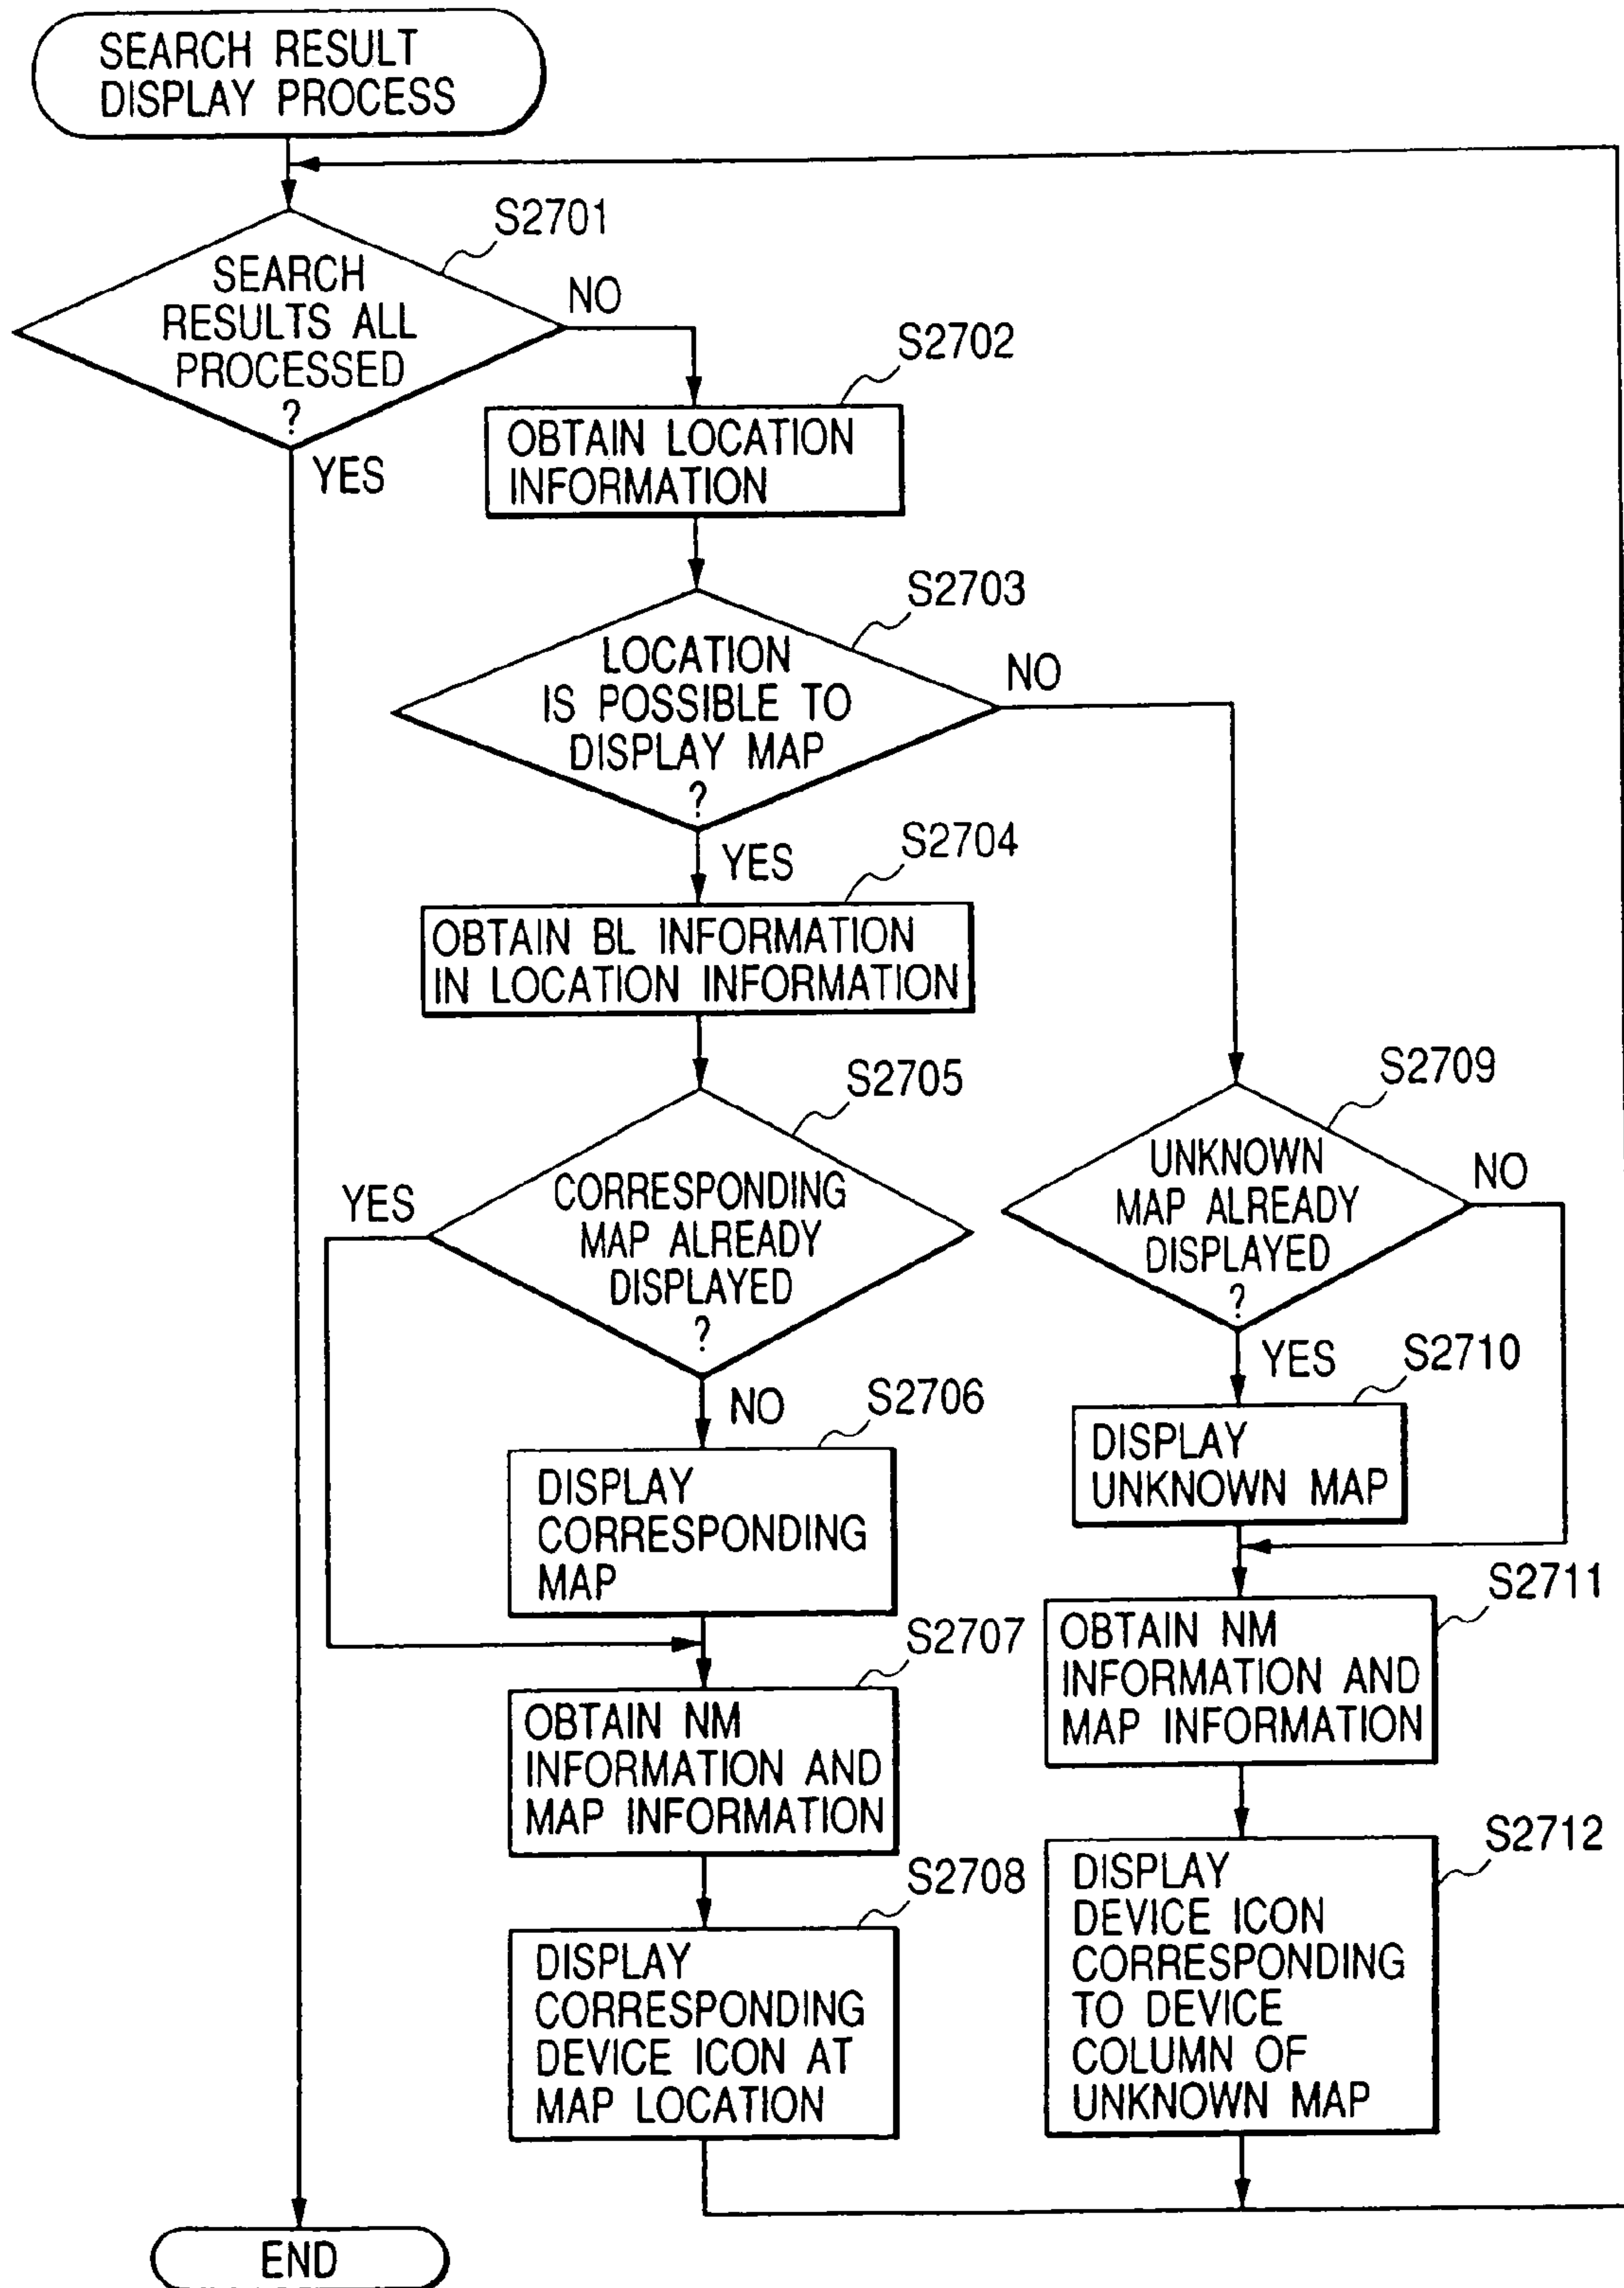 SEARCH RESULT
DISPLAY PROCESS
S2701
SEARCH
RESULTS ALL
PROCESSED
?
NO
YES
S2702
OBTAIN LOCATION
INFORMATION
S2703
LOCATION
IS POSSIBLE TO
DISPLAY MAP
?
NO
YES
S2704
OBTAIN BL INFORMATION
IN LOCATION INFORMATION
S2705
CORRESPONDING
MAP ALREADY
DISPLAYED
?
YES
NO
S2706
DISPLAY
CORRESPONDING
MAP
S2707
OBTAIN NM
INFORMATION AND
MAP INFORMATION
S2708
DISPLAY
CORRESPONDING
DEVICE ICON AT
MAP LOCATION
S2709
UNKNOWN
MAP ALREADY
DISPLAYED
?
NO
YES
S2710
DISPLAY
UNKNOWN MAP
S2711
OBTAIN NM
INFORMATION AND
MAP INFORMATION
S2712
DISPLAY
DEVICE ICON
CORRESPONDING
TO DEVICE
COLUMN OF
UNKNOWN MAP
END